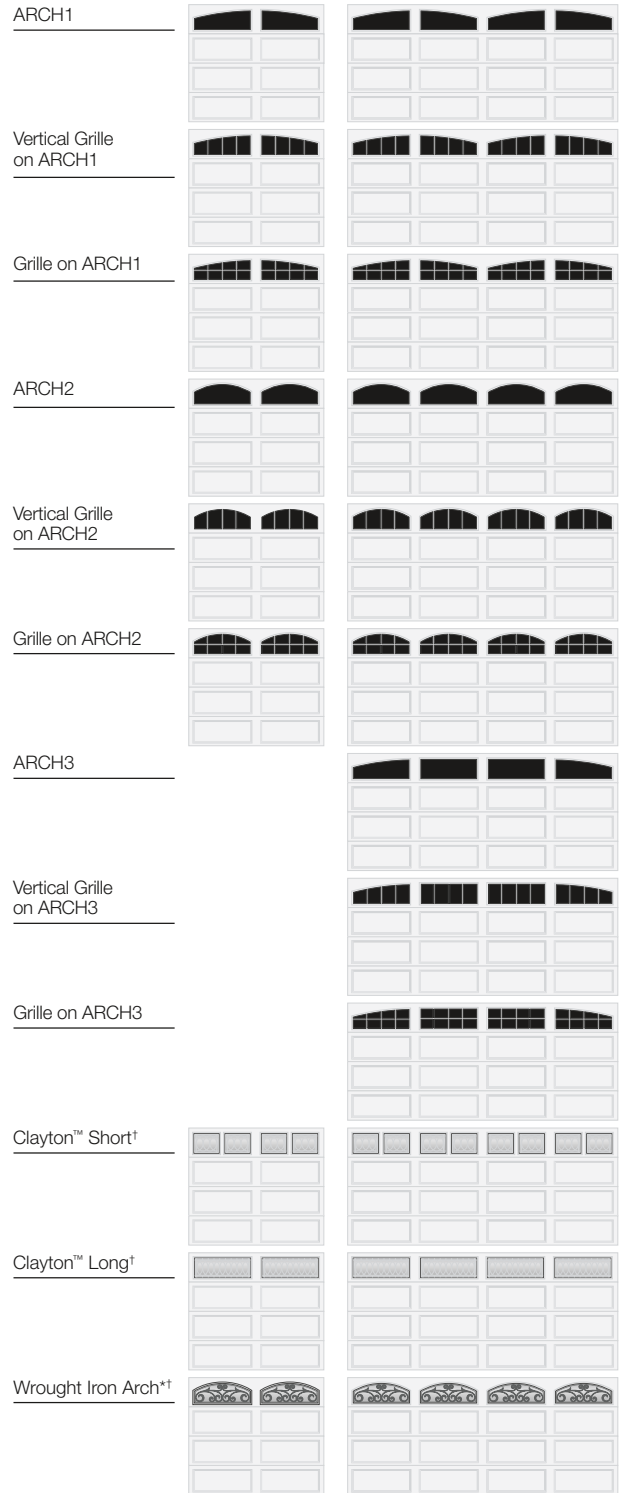 ARCH1
Vertical Grille
on ARCH1
Grille on ARCH1
ARCH2
Vertical Grille
on ARCH2
Grille on ARCH2
ARCH3
Vertical Grille
on ARCH3
Grille on ARCH3
Clayton™ Short†
Clayton™ Long†
Wrought Iron Arch*†